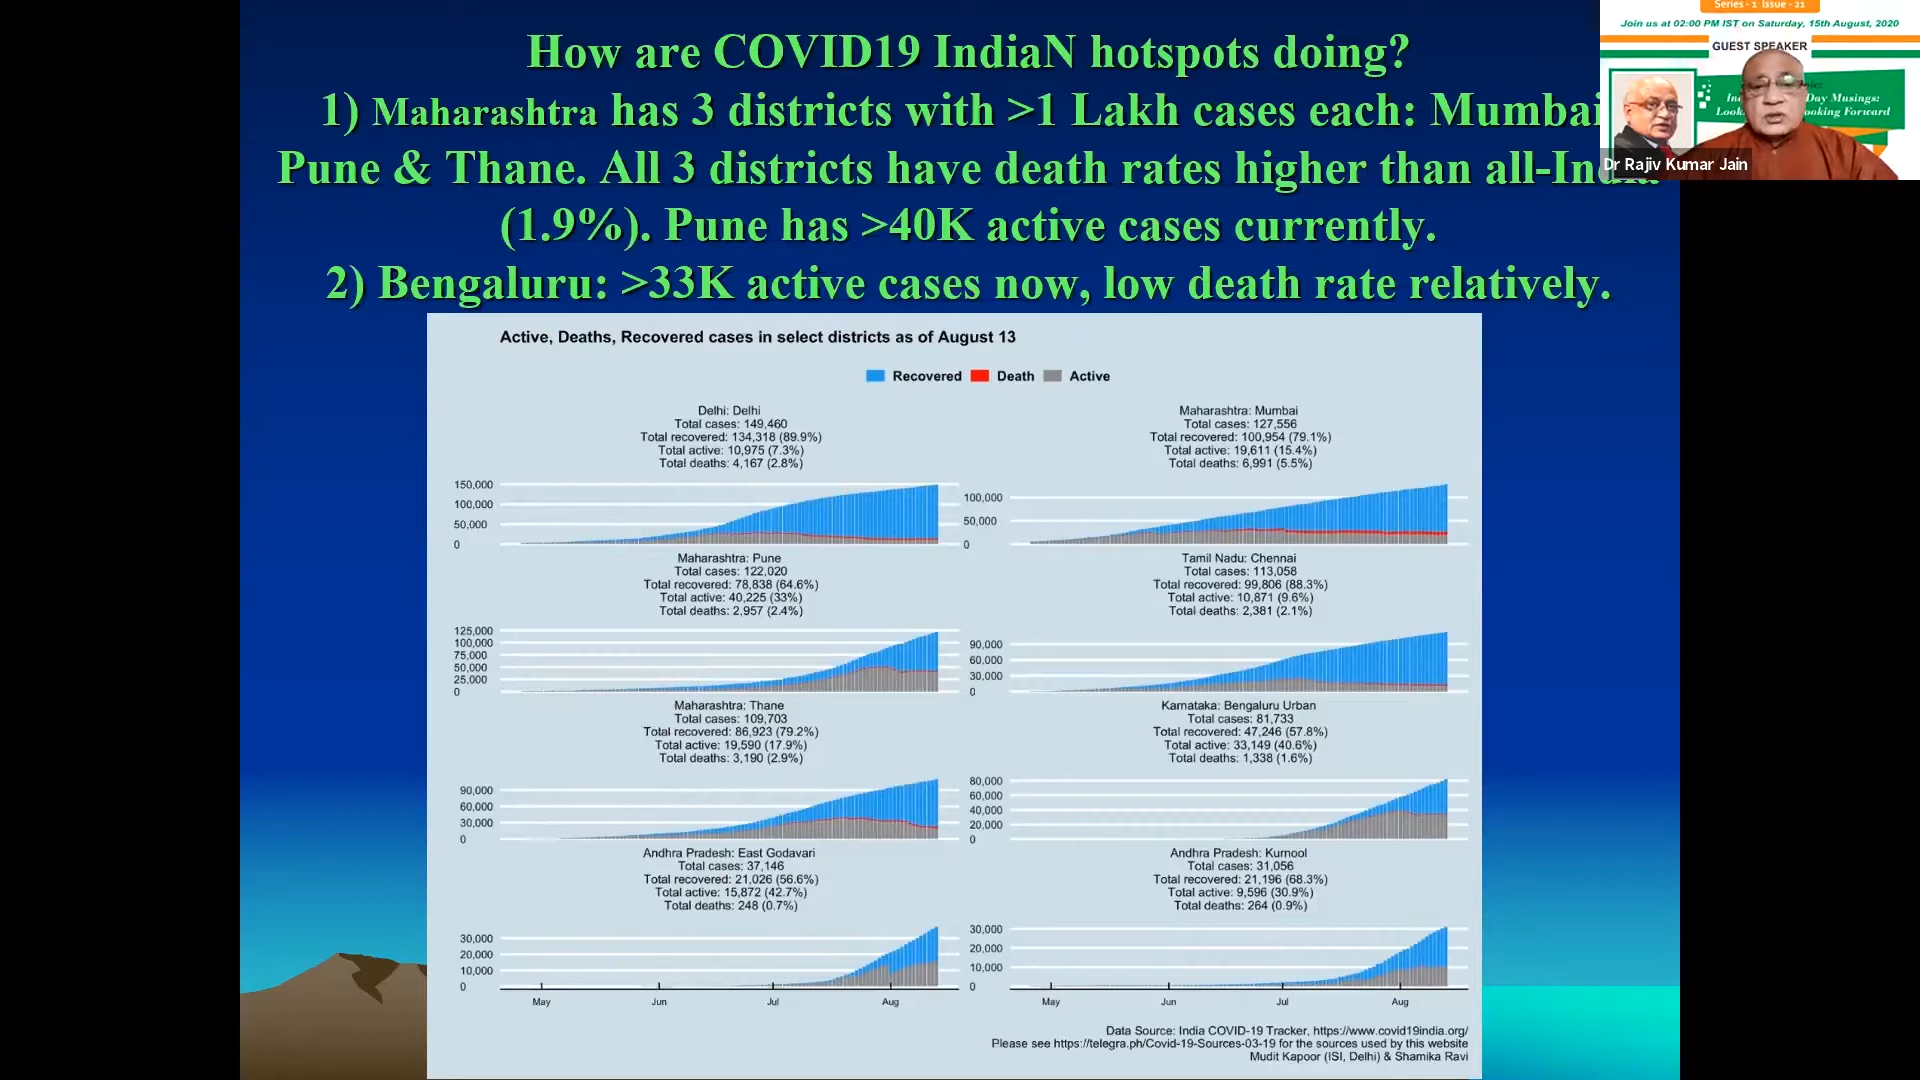 How are COVID19 IndiaN hotspots doing?
1) Maharashtra has 3 districts with >1 Lakh cases each: Mumbai
Pune & Thane. All 3 districts have death rates higher than all-India
(1.9%). Pune has >40K active cases currently.
2) Bengaluru: >33K active cases now, low death rate relatively.
Series - 1 Issue - 21
Join us at 02:00 PM IST on Saturday, 15th August, 2020
GUEST SPEAKER
Day Musings:
Looking Forward
Dr Rajiv Kumar Jain
Active, Deaths, Recovered cases in select districts as of August 13
Recovered Death Active
Delhi: Delhi
Total cases: 149,460
Total recovered: 134,318 (89.9%)
Total active: 10,975 (7.3%)
Total deaths: 4,167 (2.8%)
150,000
100,000
50,000
0
Maharashtra: Mumbai
Total cases: 127,556
Total recovered: 100,954 (79.1%)
Total active: 19,611 (15.4%)
Total deaths: 6,991 (5.5%)
100,000
50,000
0
Maharashtra: Pune
Total cases: 122,020
Total recovered: 78,838 (64.6%)
Total active: 40,225 (33%)
Total deaths: 2,957 (2.4%)
125,000
100,000
75,000
50,000
25,000
0
Tamil Nadu: Chennai
Total cases: 113,058
Total recovered: 99,806 (88.3%)
Total active: 10,871 (9.6%)
Total deaths: 2,381 (2.1%)
90,000
60,000
30,000
0
Maharashtra: Thane
Total cases: 109,703
Total recovered: 86,923 (79.2%)
Total active: 19,590 (17.9%)
Total deaths: 3,190 (2.9%)
90,000
60,000
30,000
0
Karnataka: Bengaluru Urban
Total cases: 81,733
Total recovered: 47,246 (57.8%)
Total active: 33,149 (40.6%)
Total deaths: 1,338 (1.6%)
80,000
60,000
40,000
20,000
0
Andhra Pradesh: East Godavari
Total cases: 37,146
Total recovered: 21,026 (56.6%)
Total active: 15,872 (42.7%)
Total deaths: 248 (0.7%)
30,000
20,000
10,000
0
May Jun Jul Aug
Andhra Pradesh: Kurnool
Total cases: 31,056
Total recovered: 21,196 (68.3%)
Total active: 9,596 (30.9%)
Total deaths: 264 (0.9%)
30,000
20,000
10,000
0
May Jun Jul Aug
Data Source: India COVID-19 Tracker, https://www.covid19india.org/
Please see https://telegra.ph/Covid-19-Sources-03-19 for the sources used by this website
Mudit Kapoor (ISI, Delhi) & Shamika Ravi